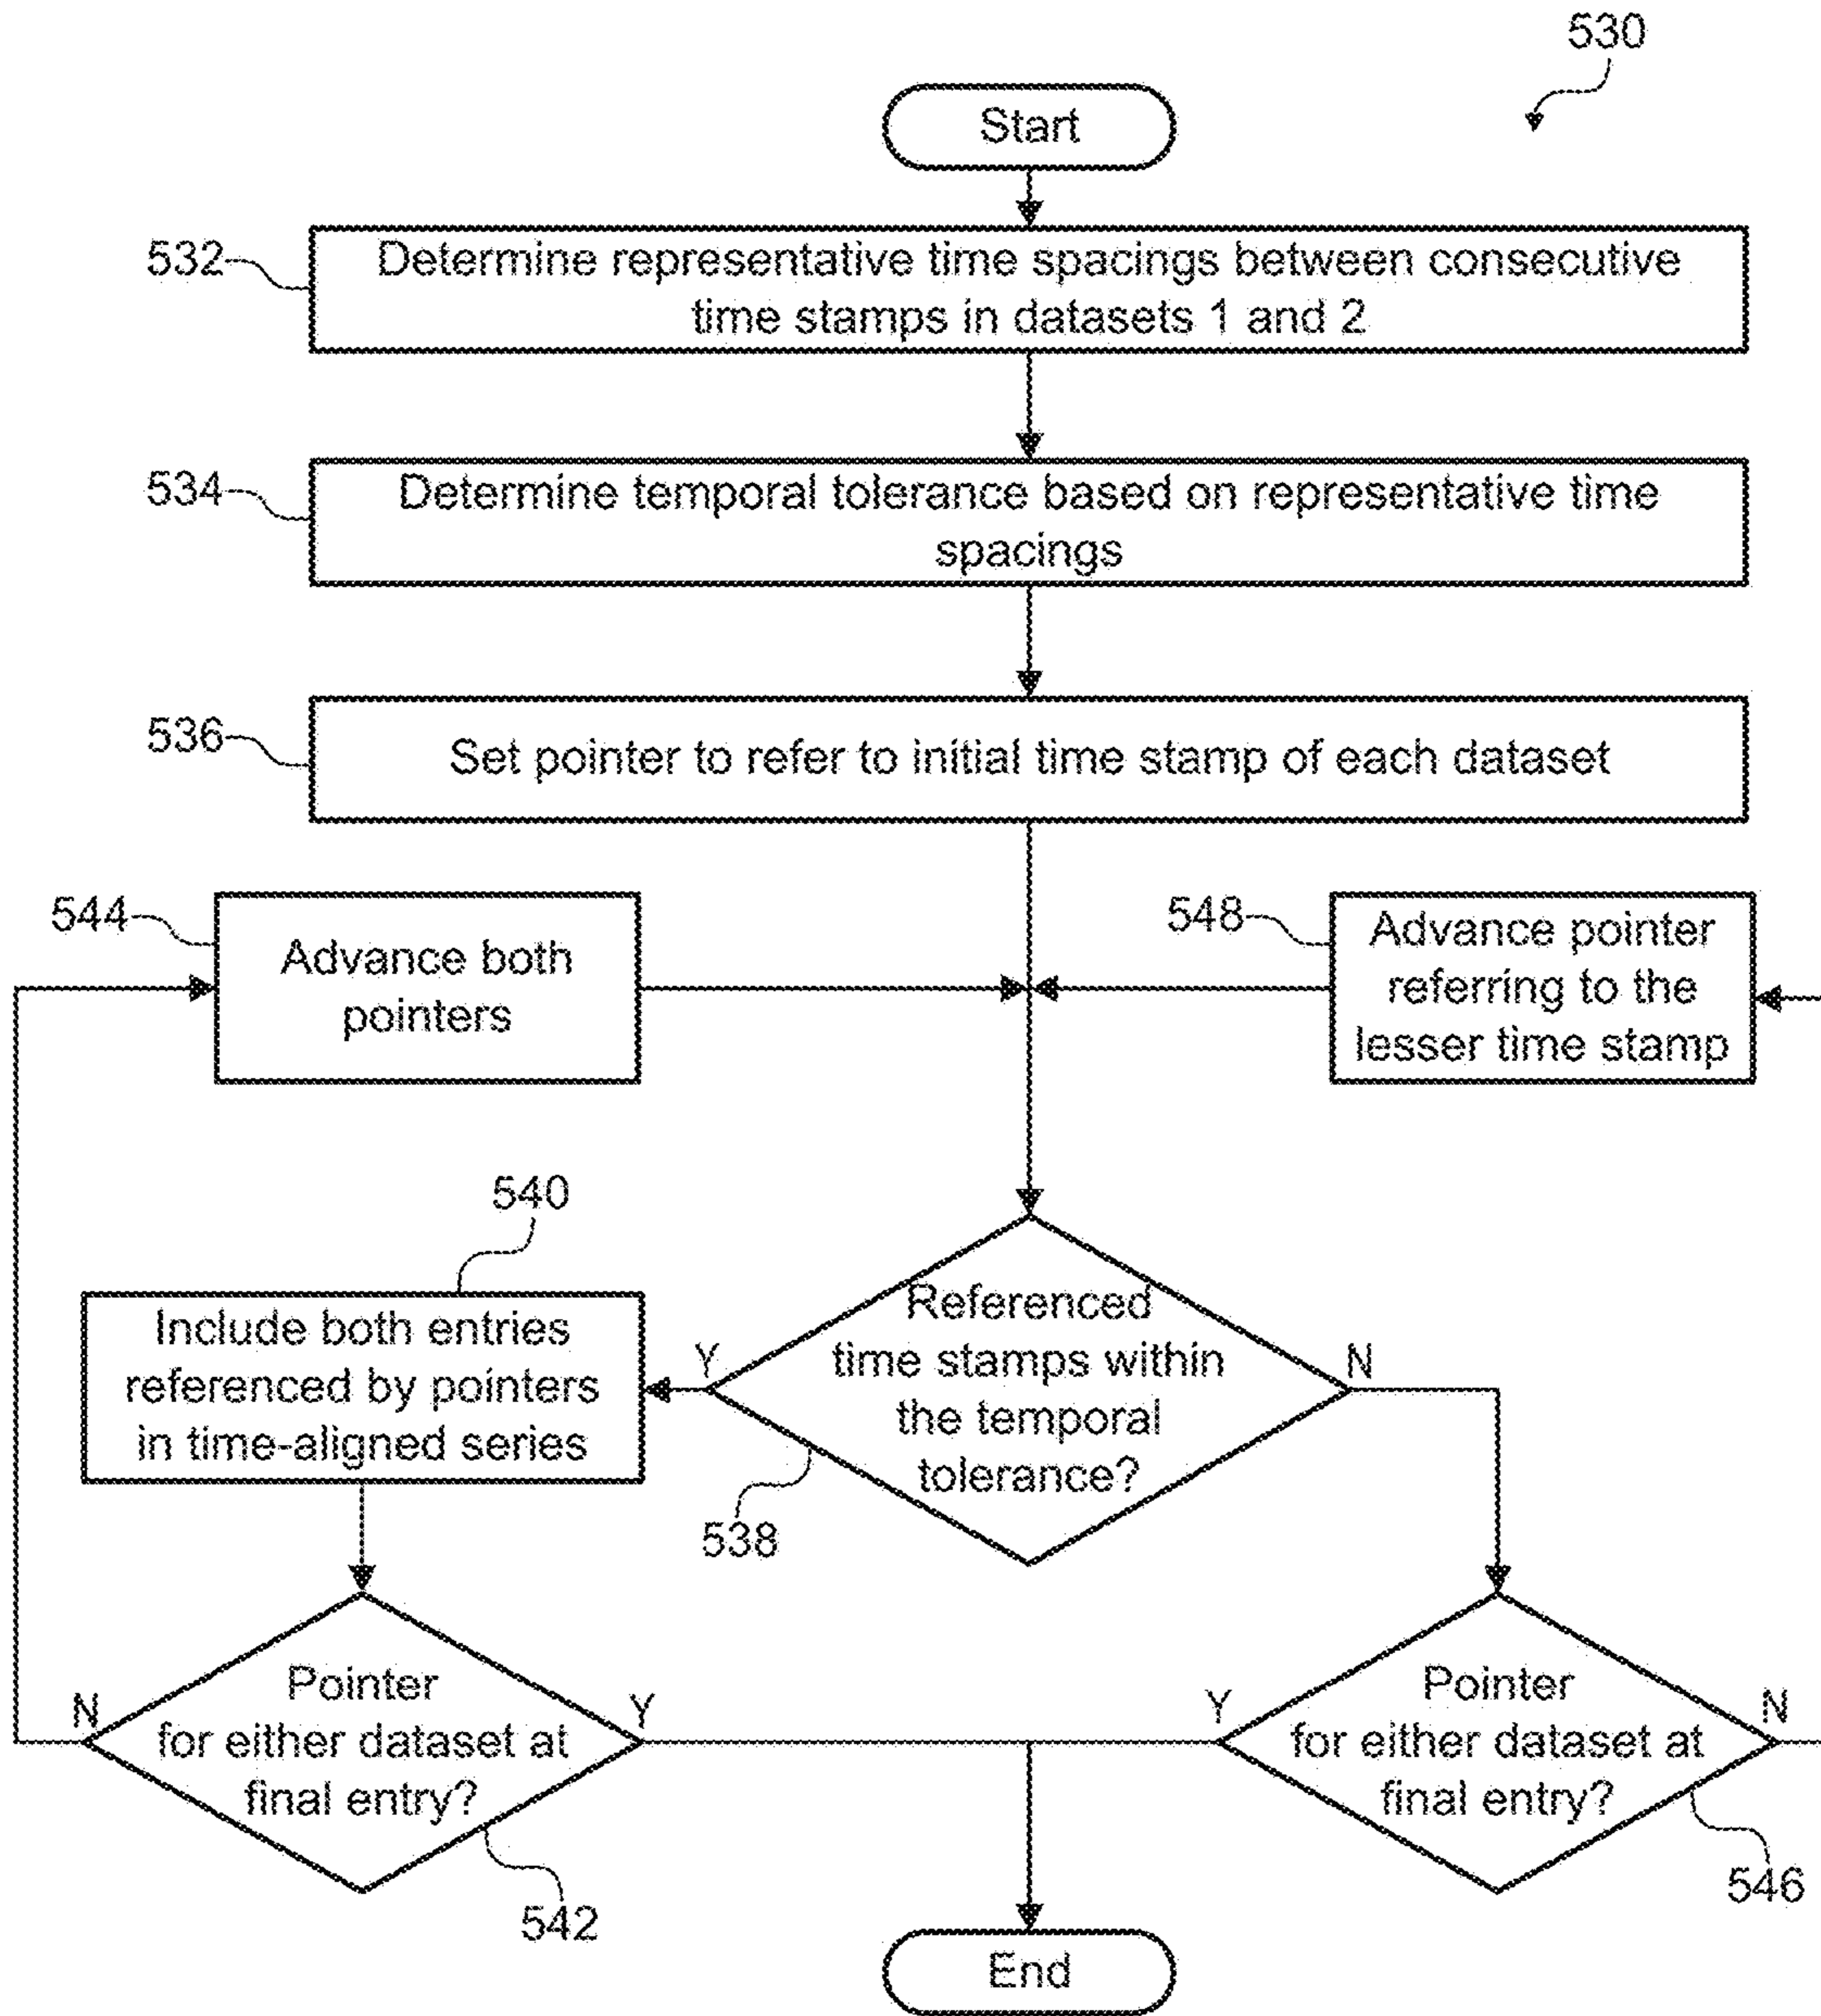 530
Start
532
Determine representative time spacings between consecutive
time stamps in datasets 1 and 2
534
Determine temporal tolerance based on representative time
spacings
536
Set pointer to refer to initial time stamp of each dataset
544
Advance both
pointers
548
Advance pointer
referring to the
lesser time stamp
540
Include both entries
referenced by pointers
in time-aligned series
Y
Referenced
time stamps within
the temporal
tolerance?
N
538
N
Pointer
for either dataset at
final entry?
Y
542
Y
Pointer
for either dataset at
final entry?
N
546
End